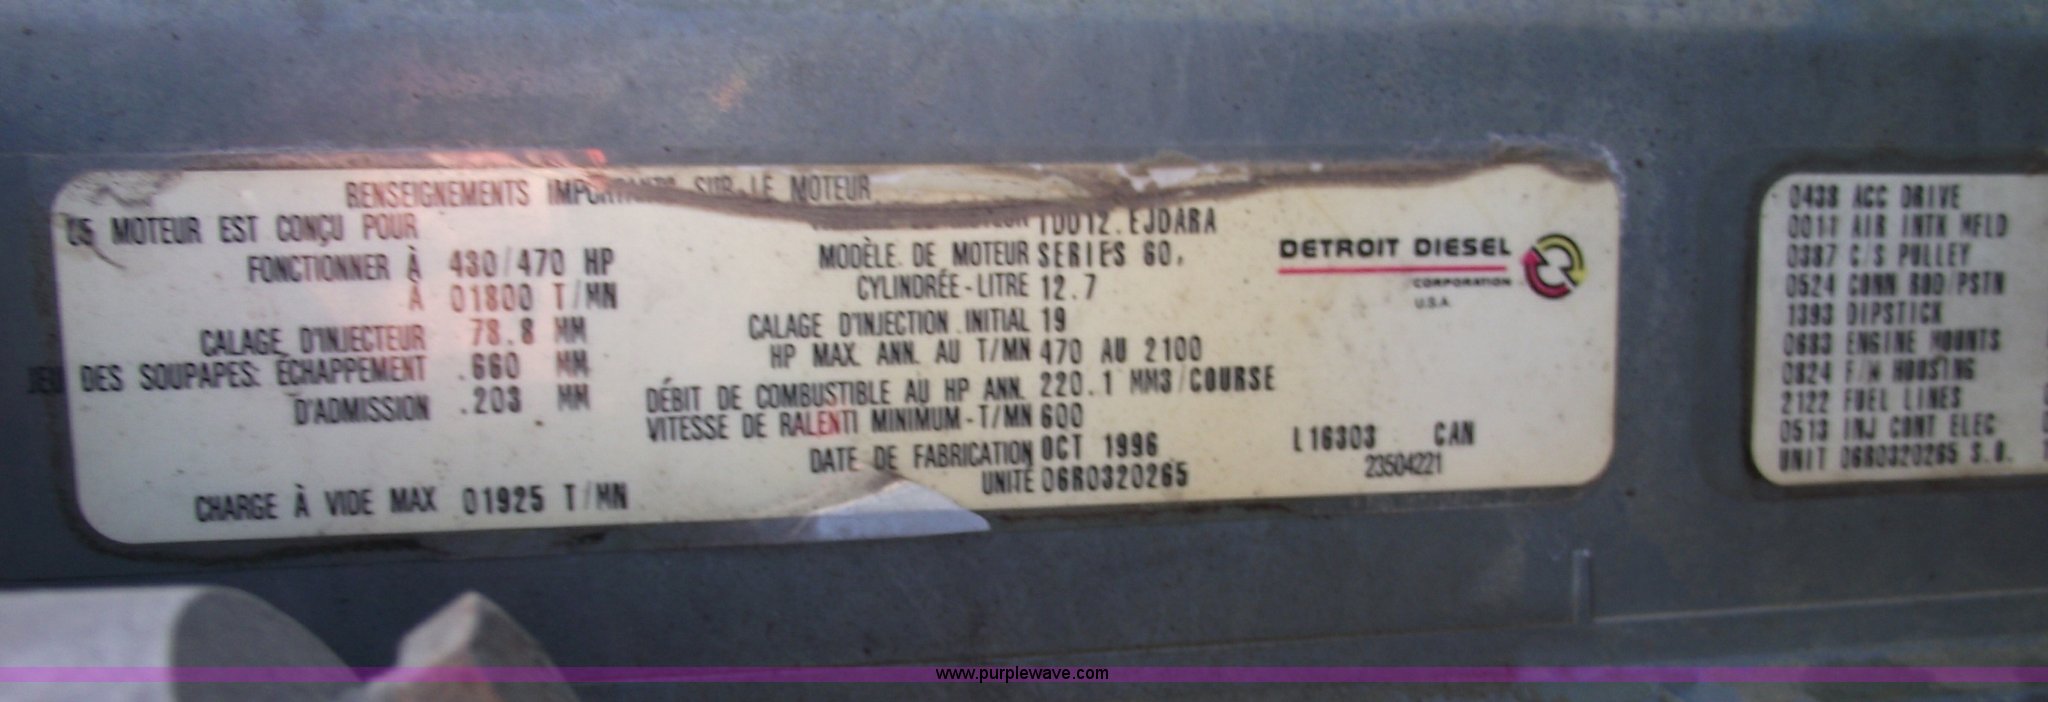 RENSEIGNEMENTS IMPORTANTS SUR LE MOTEUR
MOTEUR EST CONÇU POUR
FONCTIONNER À 430/470 HP
À 01800 T/MN
CALAGE D'INJECTEUR 78.8 MM
JEU DES SOUPAPES: ÉCHAPPEMENT .660 MM
D'ADMISSION .203 MM
CHARGE À VIDE MAX 01925 T/MN
EJDARA
MODÈLE DE MOTEUR SERIES 60,
CYLINDRÉE-LITRE 12.7
CALAGE D'INJECTION INITIAL 19
HP MAX. ANN. AU T/MN 470 AU 2100
DÉBIT DE COMBUSTIBLE AU HP ANN. 220.1 MM3/COURSE
VITESSE DE RALENTI MINIMUM-T/MN 600
DATE DE FABRICATION OCT 1996
UNITÉ 06R0320265
DETROIT DIESEL
CORPORATION
U.S.A
L16303 CAN
23504221
0438 ACC DRIVE
0011 AIR INTK MFLD
0387 C/S PULLEY
0524 CONN ROD/PSTN
1393 DIPSTICK
0683 ENGINE MOUNTS
0824 F/W HOUSING
2122 FUEL LINES
0513 INJ CONT ELEC
UNIT 06R0320265 S.O.
www.purplewave.com